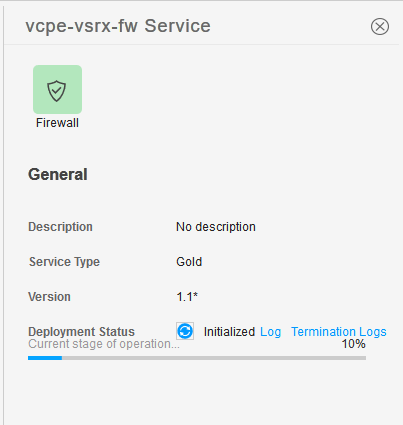 vcpe-vsrx-fw Service
Firewall
General
Description No description
Service Type Gold
Version 1.1*
Deployment Status Initialized Log Termination Logs
Current stage of operation... 10%